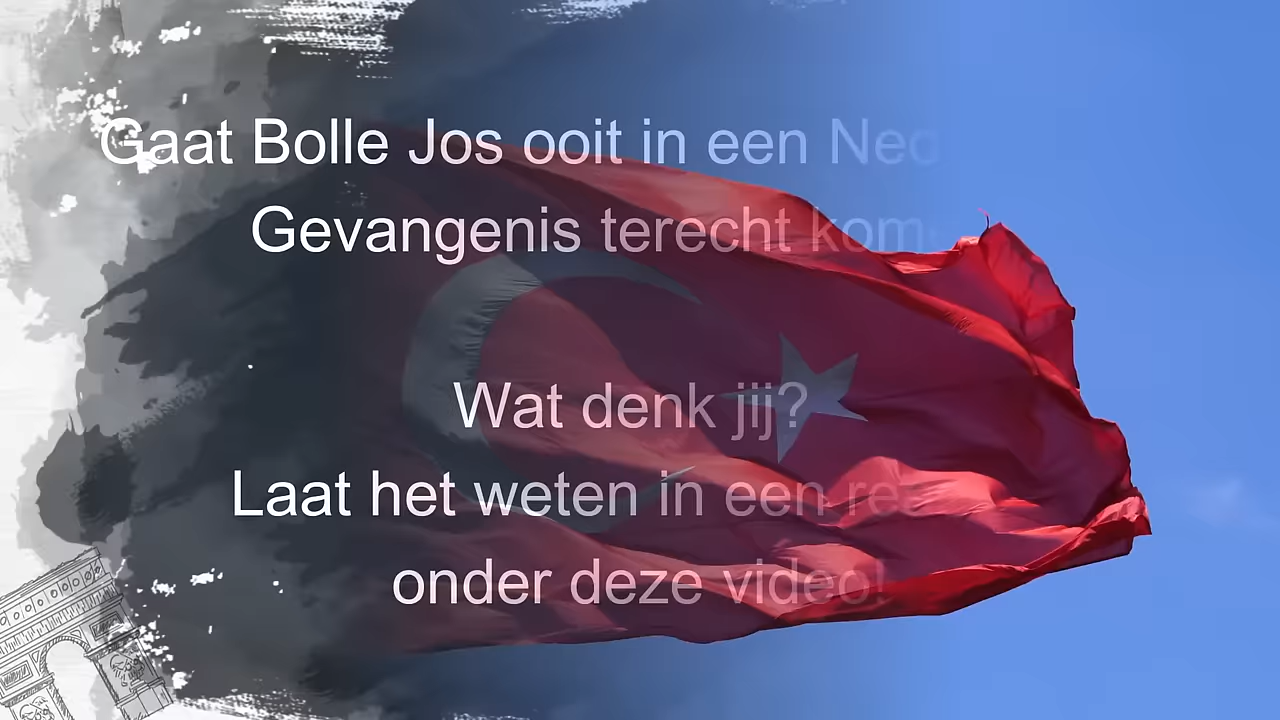 Gaat Bolle Jos ooit in een Ned
Gevangenis terecht kom
Wat denk jij?
Laat het weten in een
onder deze video!